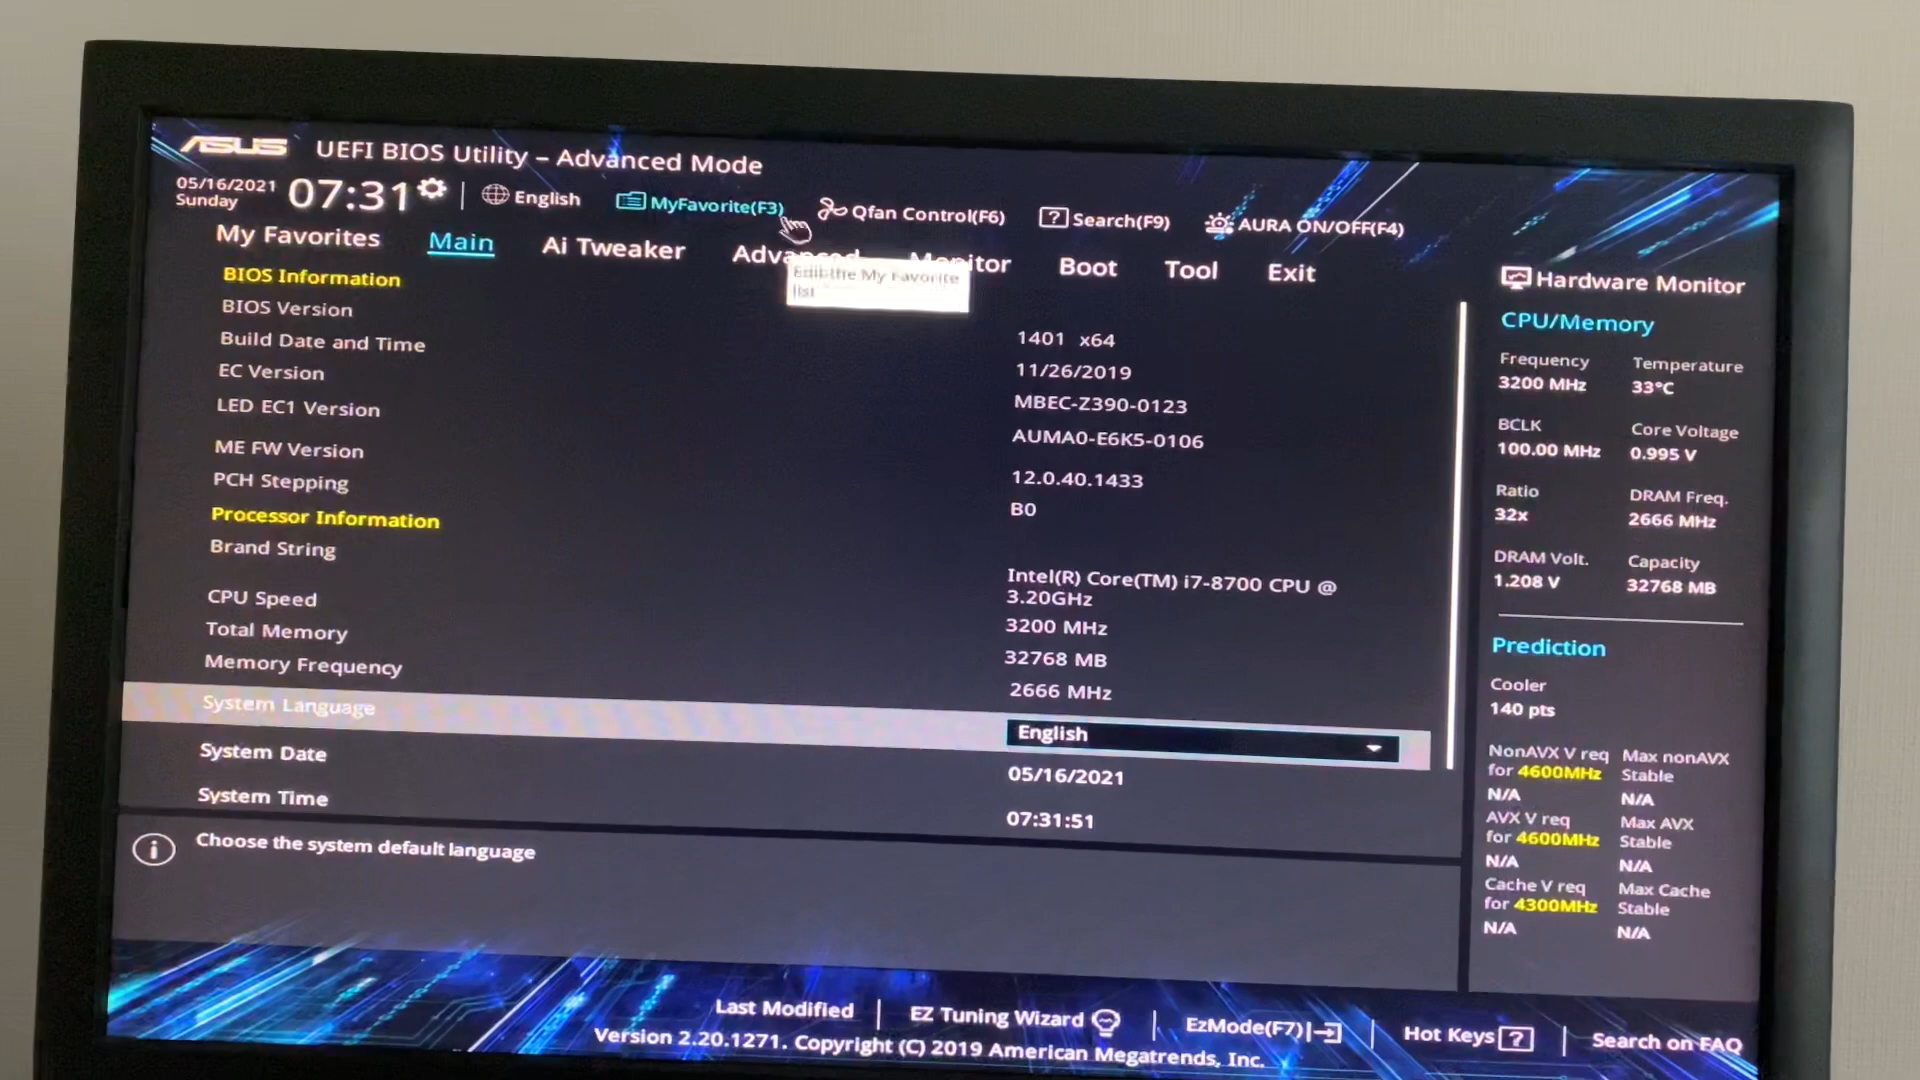 ASUS UEFI BIOS Utility – Advanced Mode
05/16/2021
Sunday
07:31
English
MyFavorite(F3)
Qfan Control(F6)
Search(F9)
AURA ON/OFF(F4)
My Favorites
Main
Ai Tweaker
Advanced
Monitor
Boot
Tool
Exit
Edit the My Favorite
list
BIOS Information
BIOS Version
1401 x64
Build Date and Time
11/26/2019
EC Version
MBEC-Z390-0123
LED EC1 Version
AUMA0-E6K5-0106
ME FW Version
12.0.40.1433
PCH Stepping
B0
Processor Information
Brand String
Intel(R) Core(TM) i7-8700 CPU @
3.20GHz
CPU Speed
3200 MHz
Total Memory
32768 MB
Memory Frequency
2666 MHz
System Language
English
System Date
05/16/2021
System Time
07:31:51
Choose the system default language
Hardware Monitor
CPU/Memory
Frequency
3200 MHz
Temperature
33°C
BCLK
100.00 MHz
Core Voltage
0.995 V
Ratio
32x
DRAM Freq.
2666 MHz
DRAM Volt.
1.208 V
Capacity
32768 MB
Prediction
Cooler
140 pts
NonAVX V req
for 4600MHz
N/A
Max nonAVX
Stable
N/A
AVX V req
for 4600MHz
N/A
Max AVX
Stable
N/A
Cache V req
for 4300MHz
N/A
Max Cache
Stable
N/A
Last Modified
EZ Tuning Wizard
EzMode(F7)
Hot Keys ?
Search on FAQ
Version 2.20.1271. Copyright (C) 2019 American Megatrends, Inc.